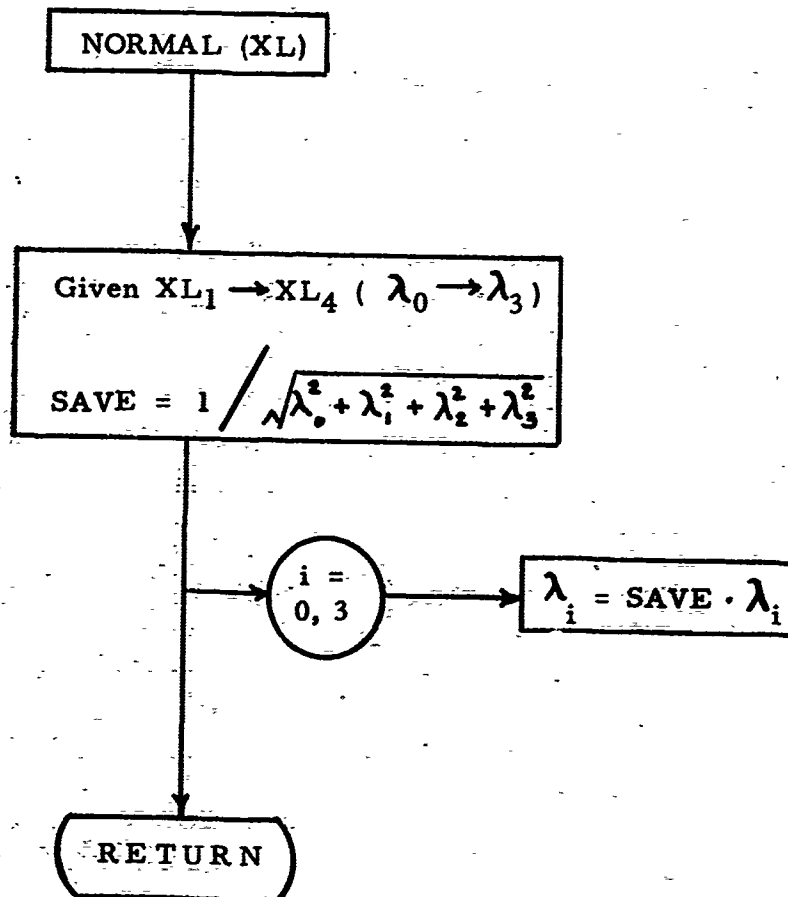 NORMAL (XL)
Given XL₁ → XL₄ ( λ₀ → λ₃ )
SAVE = 1 / √(λ₀² + λ₁² + λ₂² + λ₃²)
i =
0, 3
λᵢ = SAVE · λᵢ
RETURN